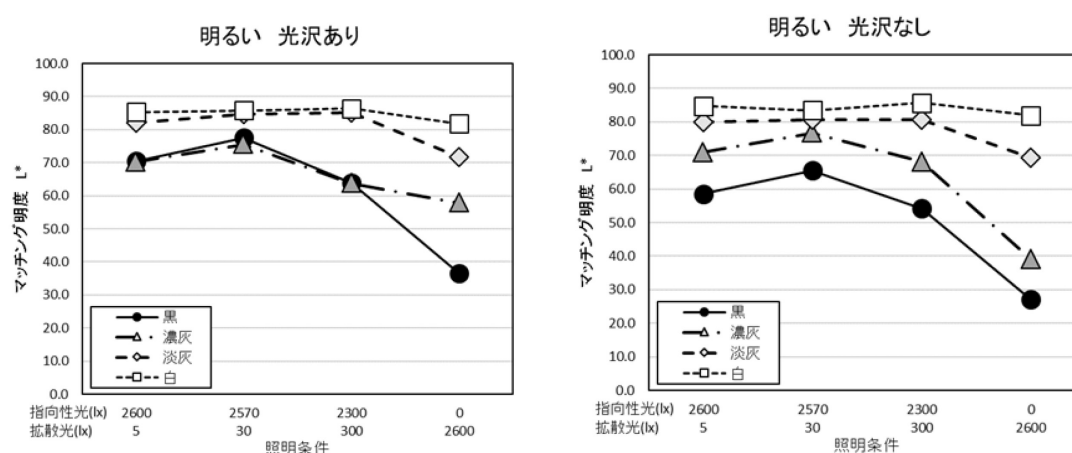 明るい 光沢あり
100.0
90.0
80.0
70.0
60.0
50.0
40.0
30.0
20.0
10.0
0.0
マッチング明度 L*
黒
濃灰
淡灰
白
指向性光(lx) 2600 2570 2300 0
拡散光(lx) 5 30 300 2600
照明条件
明るい 光沢なし
100.0
90.0
80.0
70.0
60.0
50.0
40.0
30.0
20.0
10.0
0.0
マッチング明度 L*
黒
濃灰
淡灰
白
指向性光(lx) 2600 2570 2300 0
拡散光(lx) 5 30 300 2600
照明条件